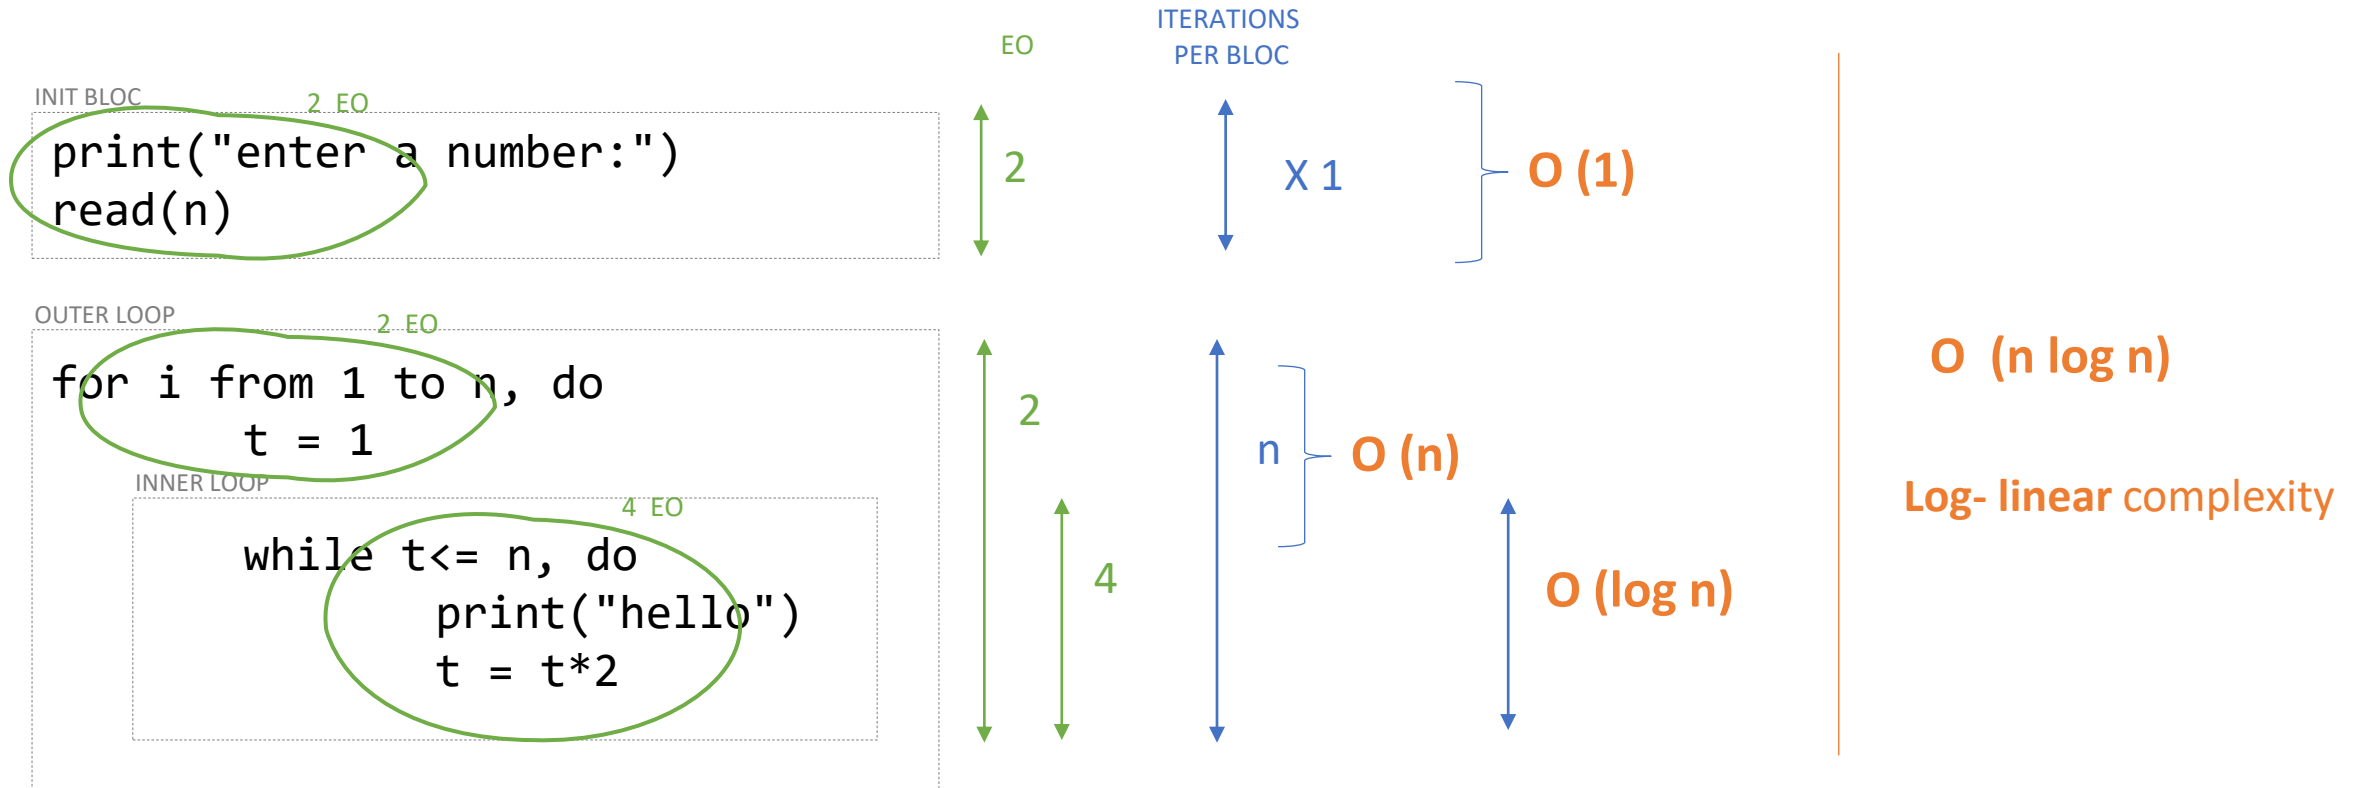 EO
ITERATIONS
PER BLOC
INIT BLOC
2 EO
print("enter a number:")
read(n)
2
X 1
O (1)
OUTER LOOP
2 EO
for i from 1 to n, do
t = 1
2
n
O (n)
INNER LOOP
4 EO
while t<= n, do
print("hello")
t = t*2
4
O (log n)
O (n log n)
Log- linear complexity